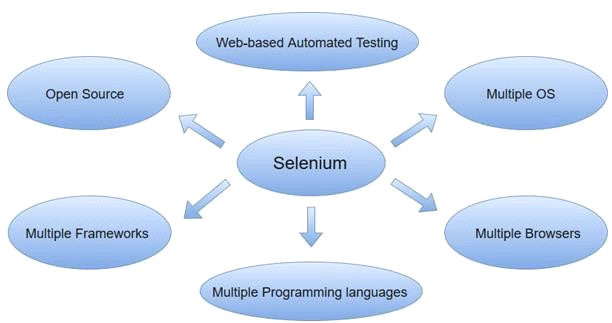 Web-based Automated Testing
Open Source
Multiple OS
Selenium
Multiple Frameworks
Multiple Browsers
Multiple Programming languages